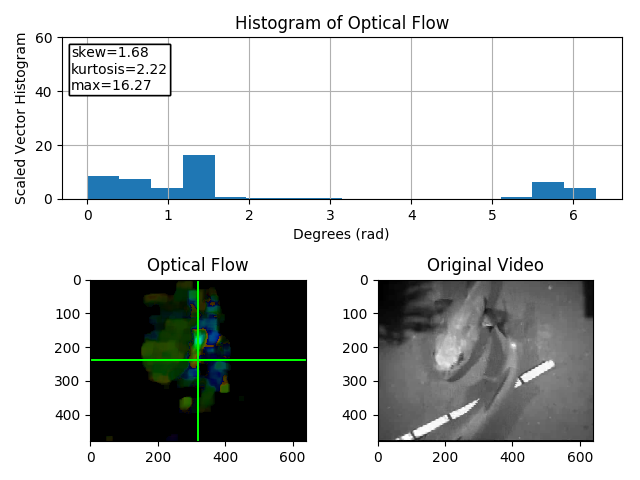 Histogram of Optical Flow
Scaled Vector Histogram
60
40
20
0
skew=1.68
kurtosis=2.22
max=16.27
0 1 2 3 4 5 6
Degrees (rad)
Optical Flow
0
100
200
300
400
0 200 400 600
Original Video
0
100
200
300
400
0 200 400 600